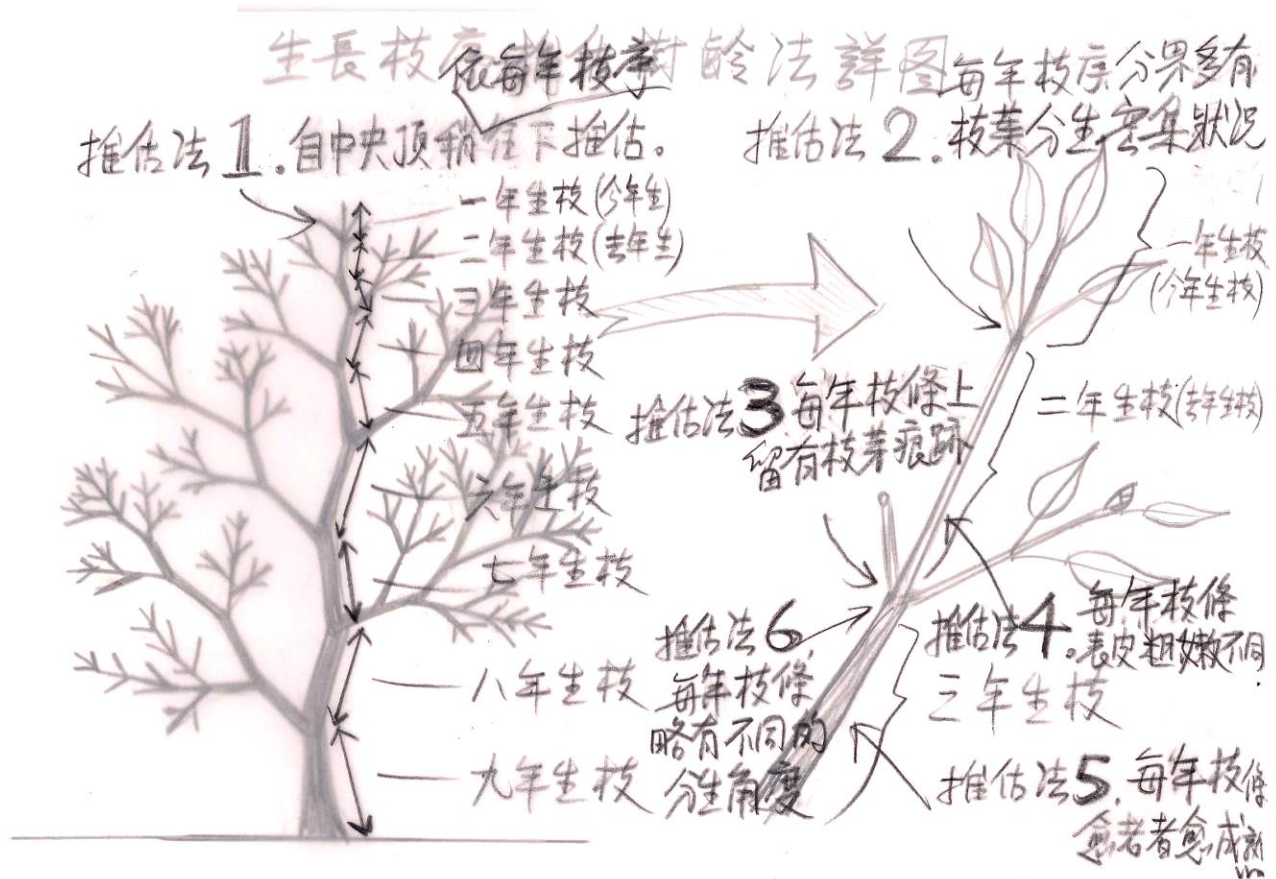 生長枝序
樹齡法詳图
依每年枝序
推估法1.自中央顶稍往下推估。
一年生枝(今年生)
二年生枝(去年生)
三年生枝
四年生枝
五年生枝
六年生枝
七年生枝
八年生枝
九年生枝
每年枝序分界多有
推估法2.枝葉分生密集狀況
一年生枝
(今年生枝)
二年生枝(去年生枝)
推估法3.每年枝條上
留有枝芽痕跡
推估法4.每年枝條
表皮粗嫩不同.
三年生枝
推估法5.每年枝條
愈老者愈成熟
推估法6.
每年枝條
略有不同的
分生角度